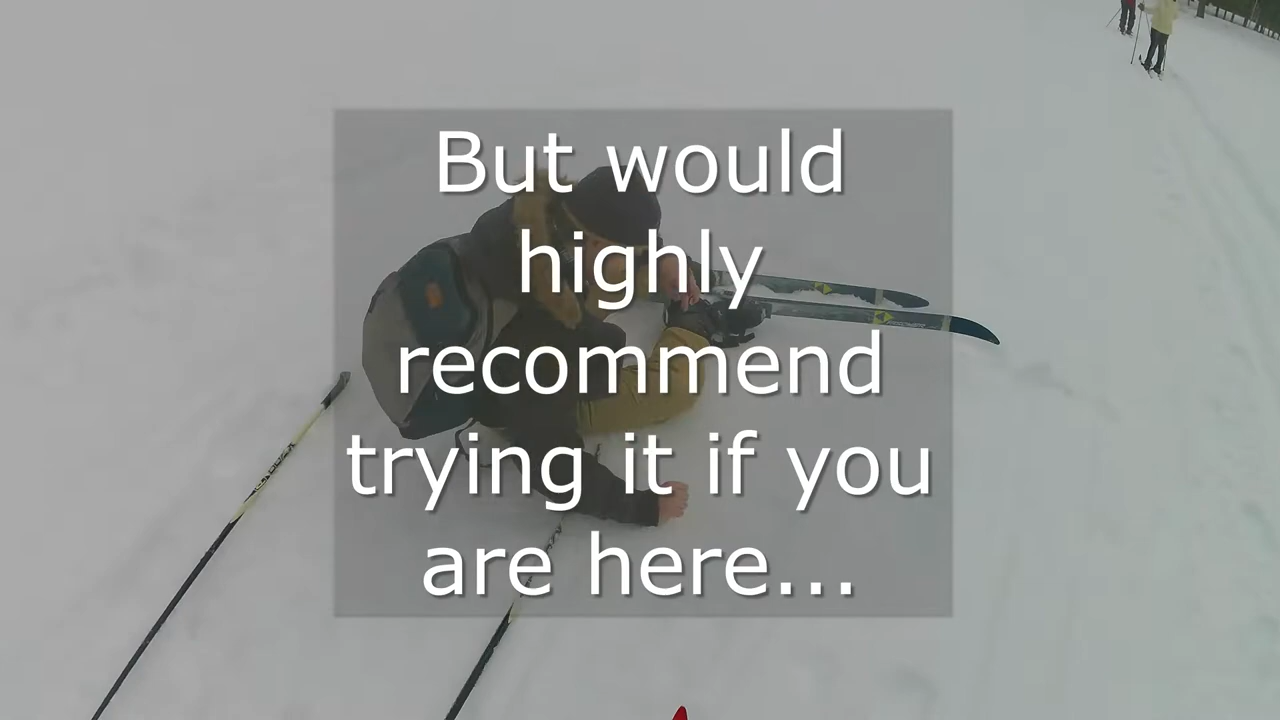 But would
highly
recommend
trying it if you
are here...